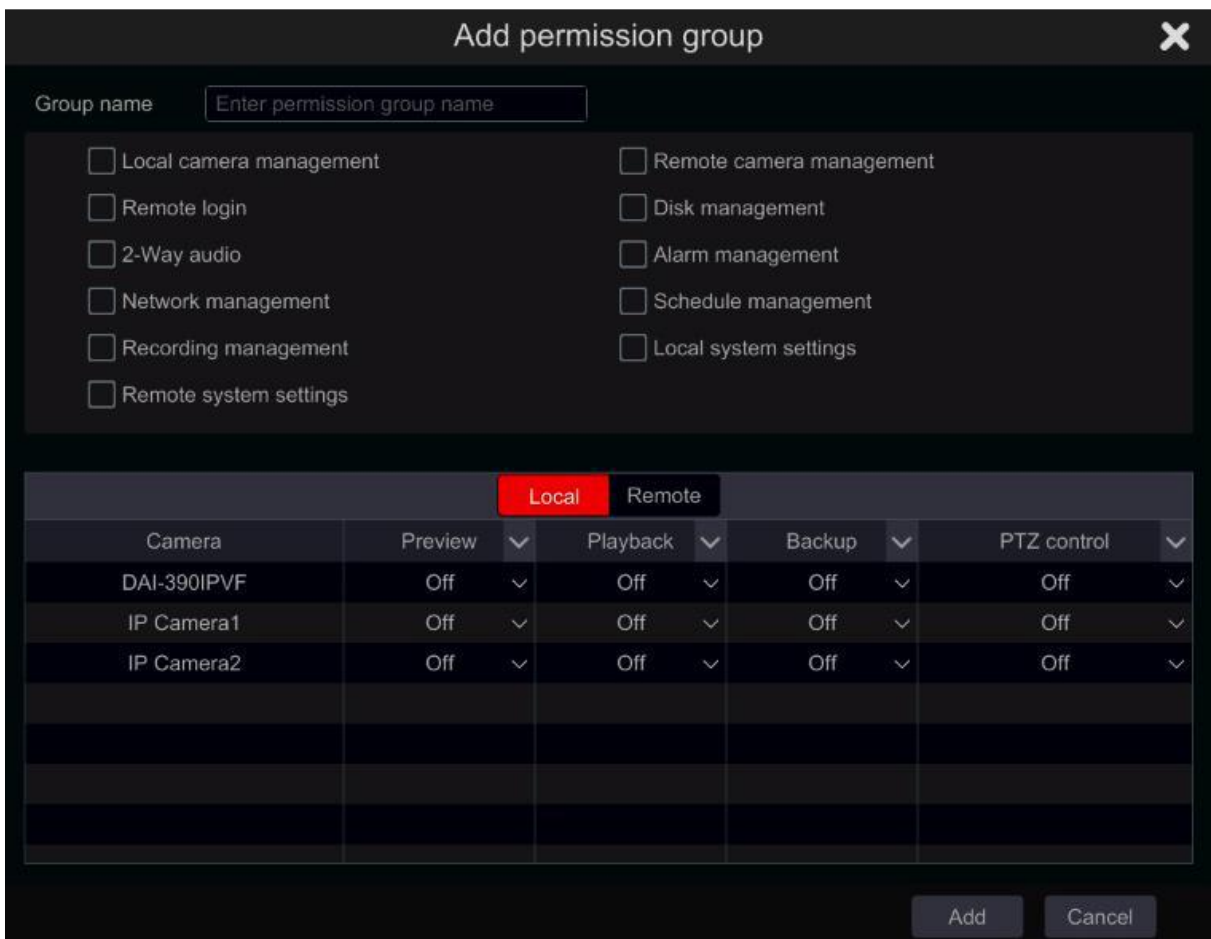 Add permission group
Group name Enter permission group name
Local camera management Remote camera management
Remote login Disk management
2-Way audio Alarm management
Network management Schedule management
Recording management Local system settings
Remote system settings
Local Remote
Camera Preview Playback Backup PTZ control
DAI-390IPVF Off Off Off Off
IP Camera1 Off Off Off Off
IP Camera2 Off Off Off Off
Add Cancel